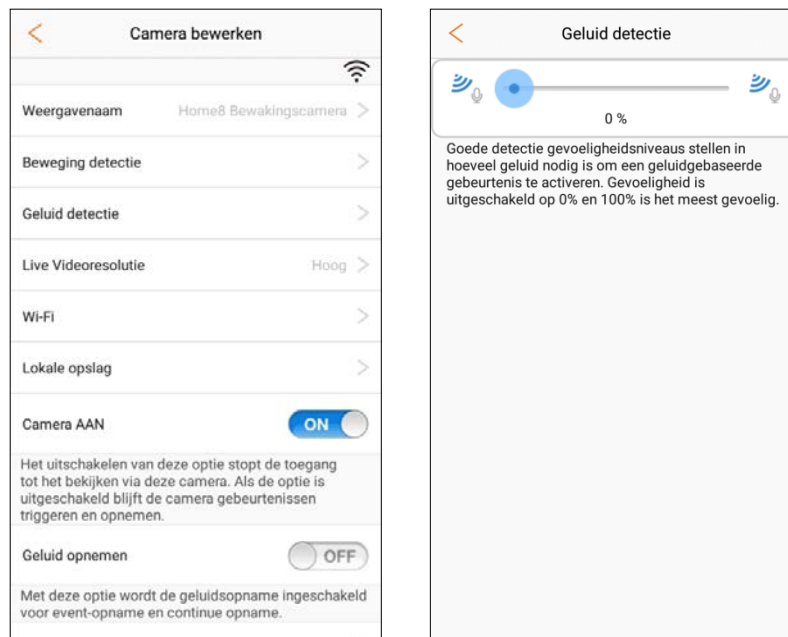 Camera bewerken
Weergavenaam Home8 Bewakingscamera
Beweging detectie
Geluid detectie
Live Videoresolutie Hoog
Wi-Fi
Lokale opslag
Camera AAN ON
Het uitschakelen van deze optie stopt de toegang
tot het bekijken via deze camera. Als de optie is
uitgeschakeld blijft de camera gebeurtenissen
triggeren en opnemen.
Geluid opnemen OFF
Met deze optie wordt de geluidsopname ingeschakeld
voor event-opname en continue opname.
Geluid detectie
0 %
Goede detectie gevoeligheidsniveaus stellen in
hoeveel geluid nodig is om een geluidgebaseerde
gebeurtenis te activeren. Gevoeligheid is
uitgeschakeld op 0% en 100% is het meest gevoelig.